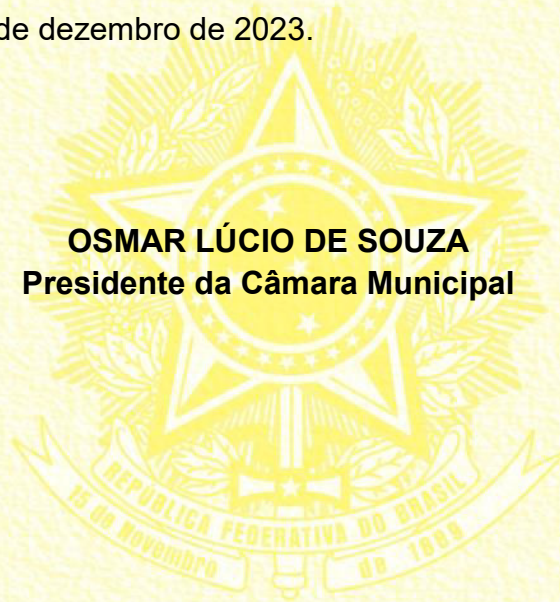 de dezembro de 2023.
OSMAR LÚCIO DE SOUZA
Presidente da Câmara Municipal
REPÚBLICA FEDERATIVA DO BRASIL
15 de Novembro de 1889